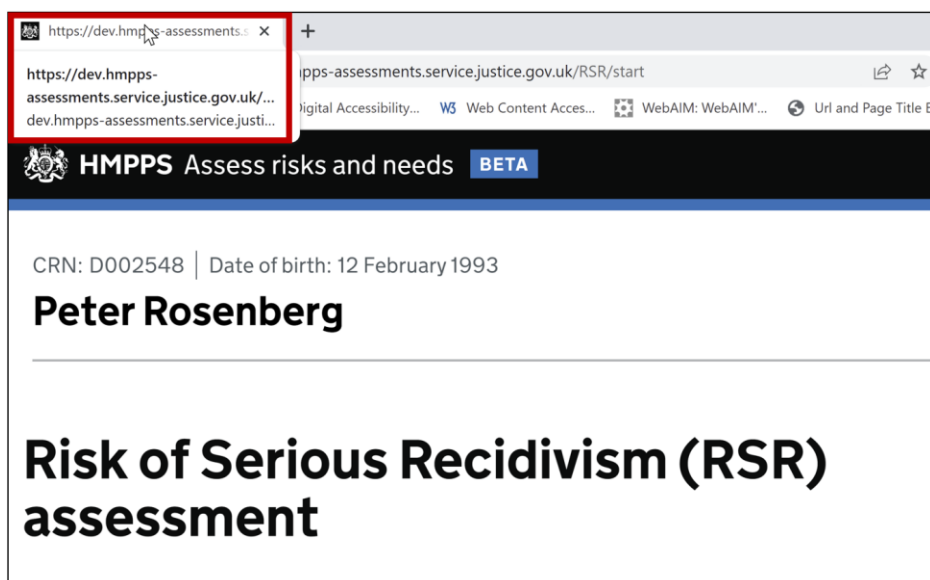 https://dev.hmpps-assessments.s
https://dev.hmpps-
assessments.service.justice.gov.uk/...
dev.hmpps-assessments.service.justi...
pps-assessments.service.justice.gov.uk/RSR/start
Digital Accessibility... W3 Web Content Acces... WebAIM: WebAIM'... Url and Page Title
HMPPS Assess risks and needs BETA
CRN: D002548 | Date of birth: 12 February 1993
Peter Rosenberg
Risk of Serious Recidivism (RSR)
assessment